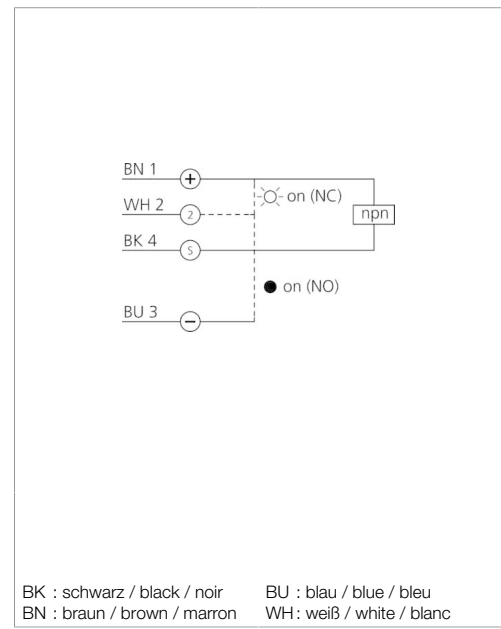 BN 1
+
on (NC)
WH 2
2
npn
BK 4
S
on (NO)
BU 3
−
BK : schwarz / black / noir BU : blau / blue / bleu
BN : braun / brown / marron WH : weiß / white / blanc